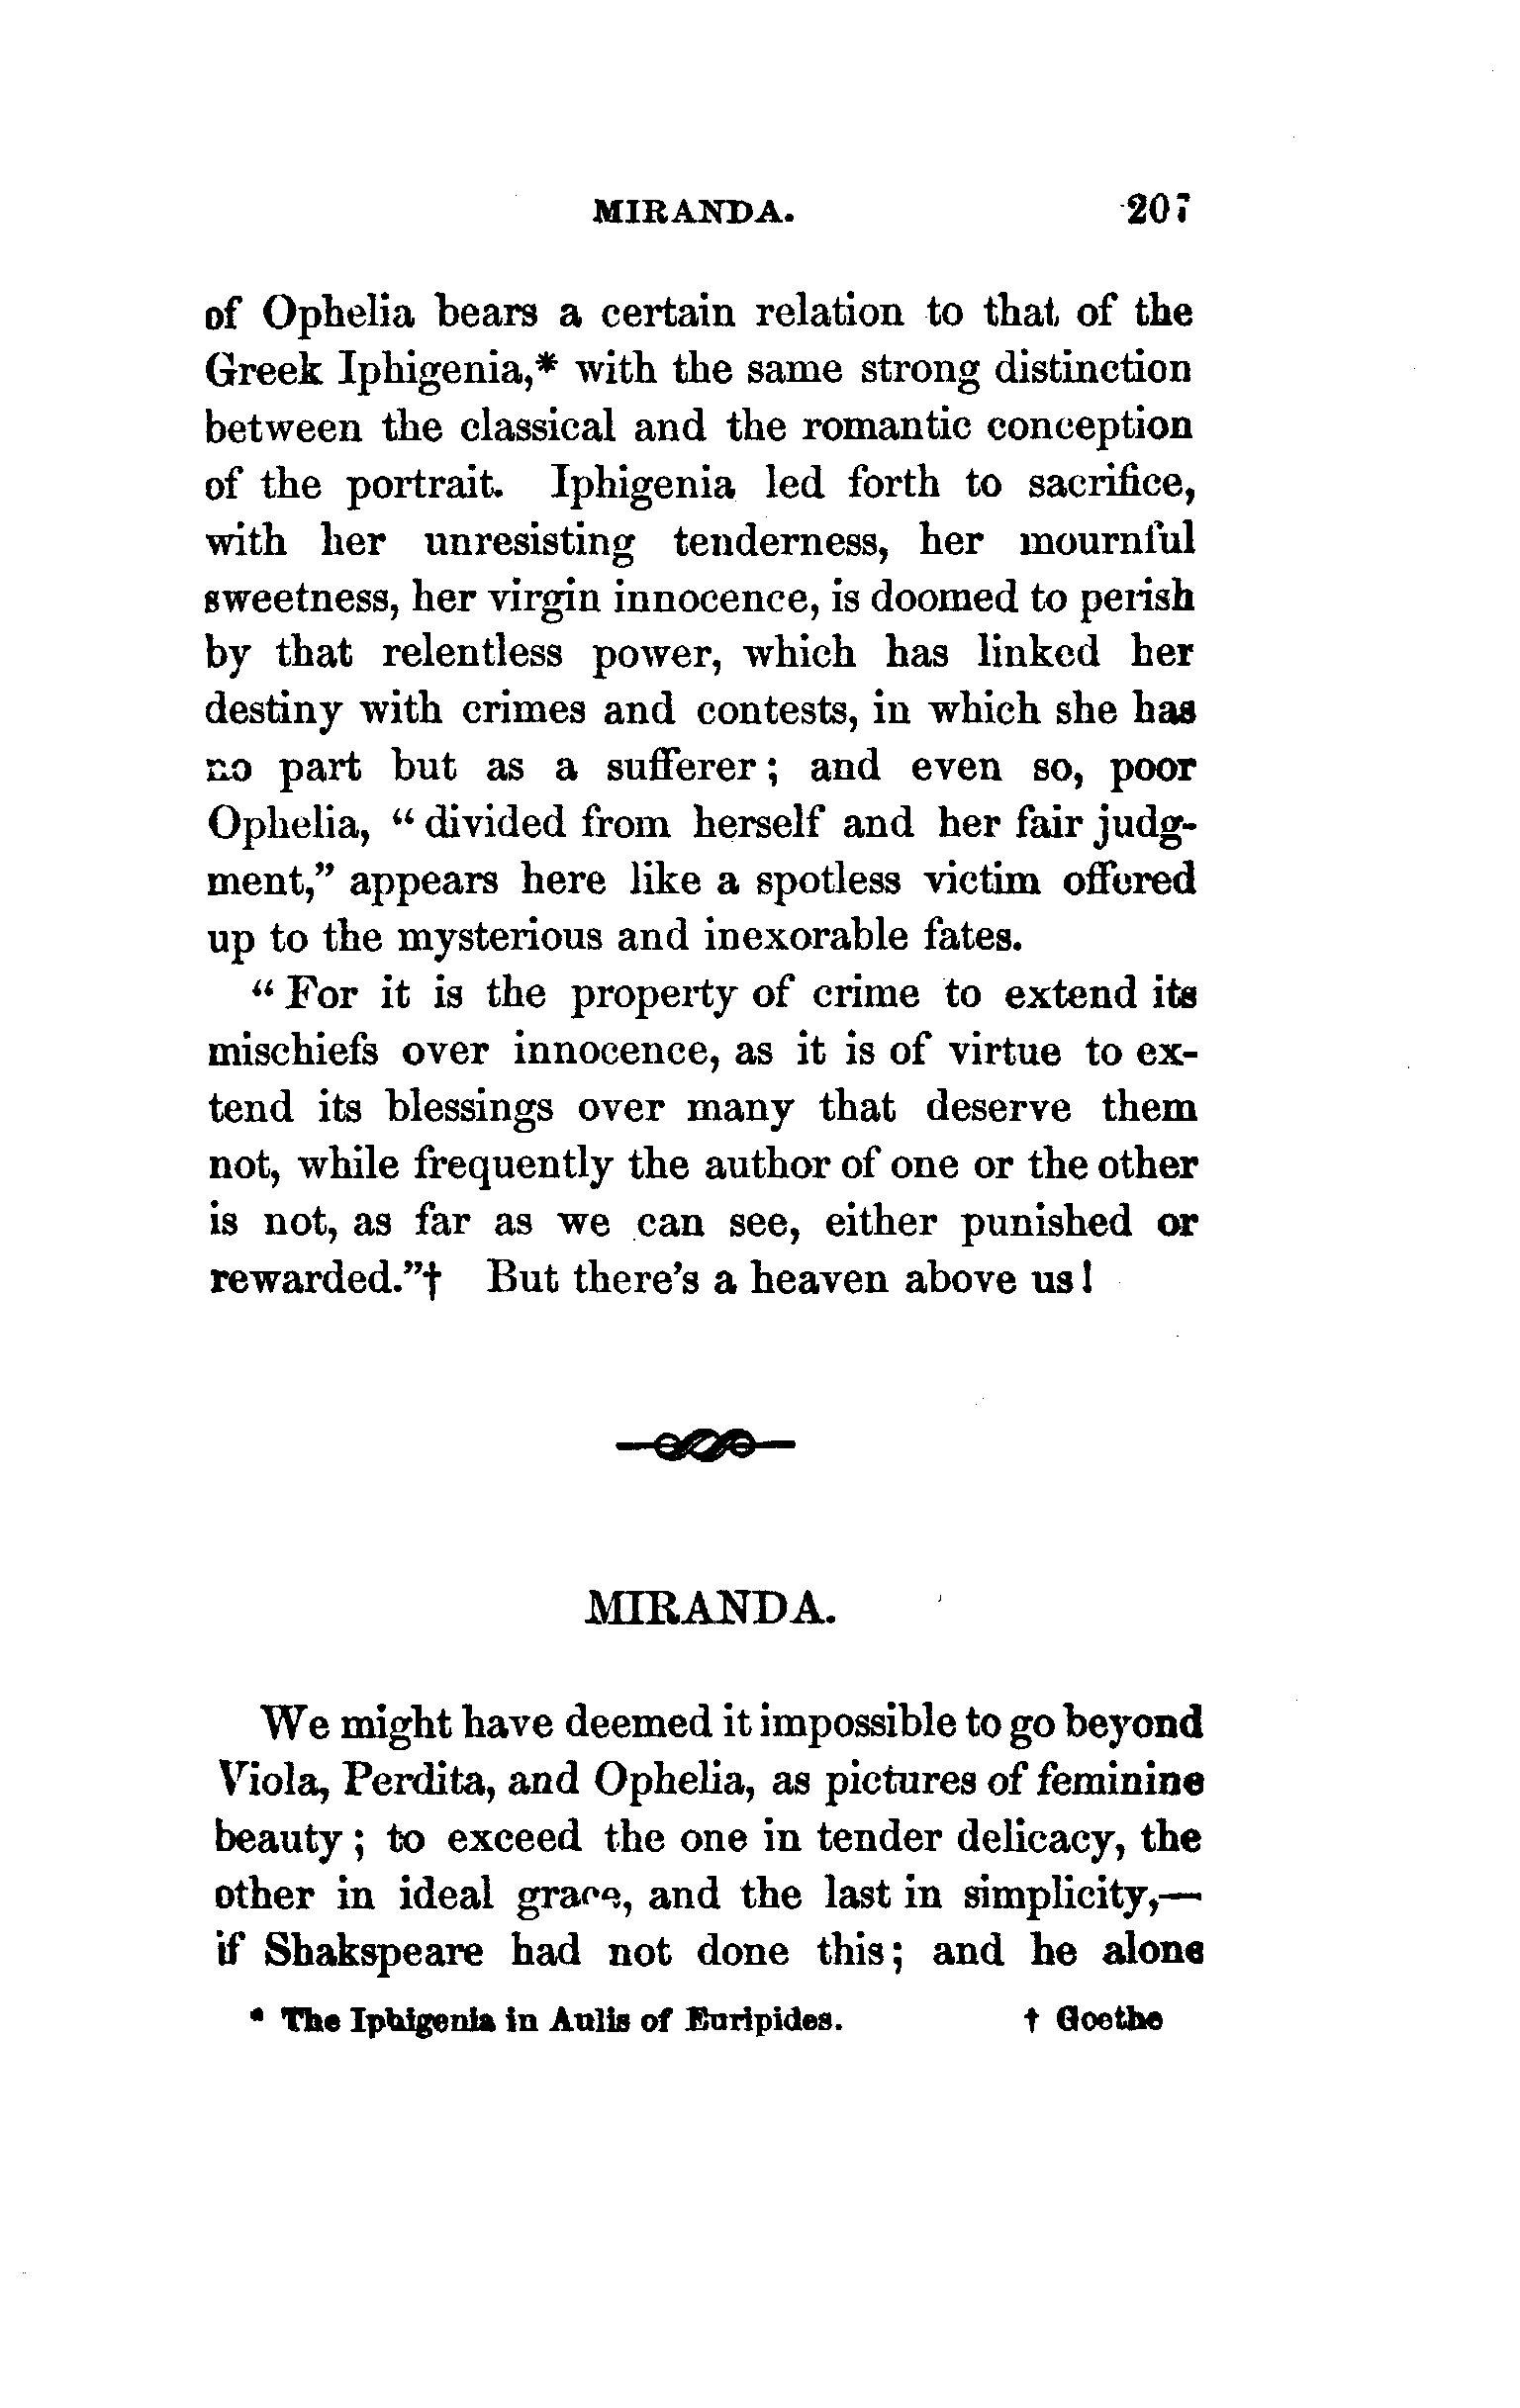 MIRANDA. 207
of Ophelia bears a certain relation to that of the
Greek Iphigenia,* with the same strong distinction
between the classical and the romantic conception
of the portrait. Iphigenia led forth to sacrifice,
with her unresisting tenderness, her mournful
sweetness, her virgin innocence, is doomed to perish
by that relentless power, which has linked her
destiny with crimes and contests, in which she has
no part but as a sufferer; and even so, poor
Ophelia, "divided from herself and her fair judg-
ment," appears here like a spotless victim offered
up to the mysterious and inexorable fates.
"For it is the property of crime to extend its
mischiefs over innocence, as it is of virtue to ex-
tend its blessings over many that deserve them
not, while frequently the author of one or the other
is not, as far as we can see, either punished or
rewarded."† But there's a heaven above us!
MIRANDA.
We might have deemed it impossible to go beyond
Viola, Perdita, and Ophelia, as pictures of feminine
beauty; to exceed the one in tender delicacy, the
other in ideal grace, and the last in simplicity,—
if Shakspeare had not done this; and he alone
* The Iphigenia in Aulis of Euripides. † Goethe